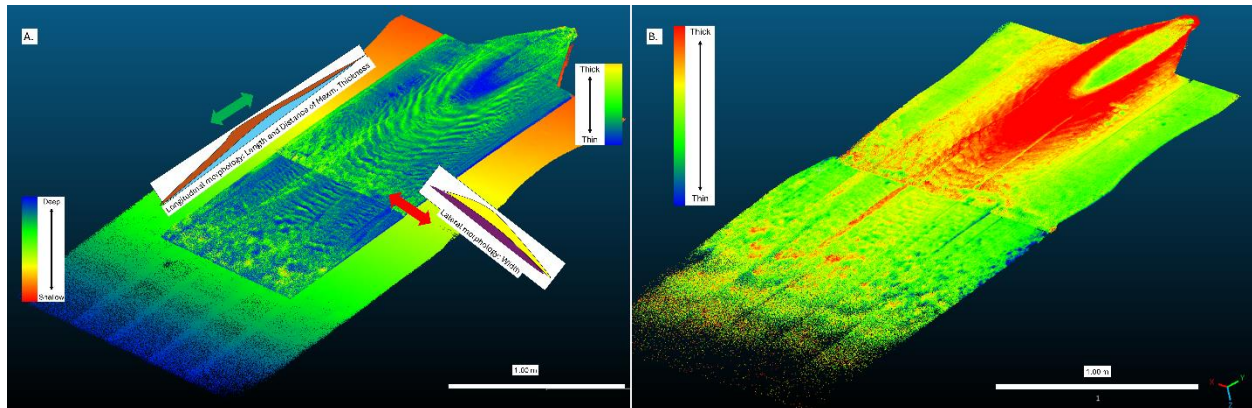 A.
Thick
Thin
Longitudinal morphology: Length and Distance of Maxm. Thickness
Lateral morphology: Width
Deep
Shallow
1.00 m
B.
Thick
Thin
1.00 m
1
X
Y
Z